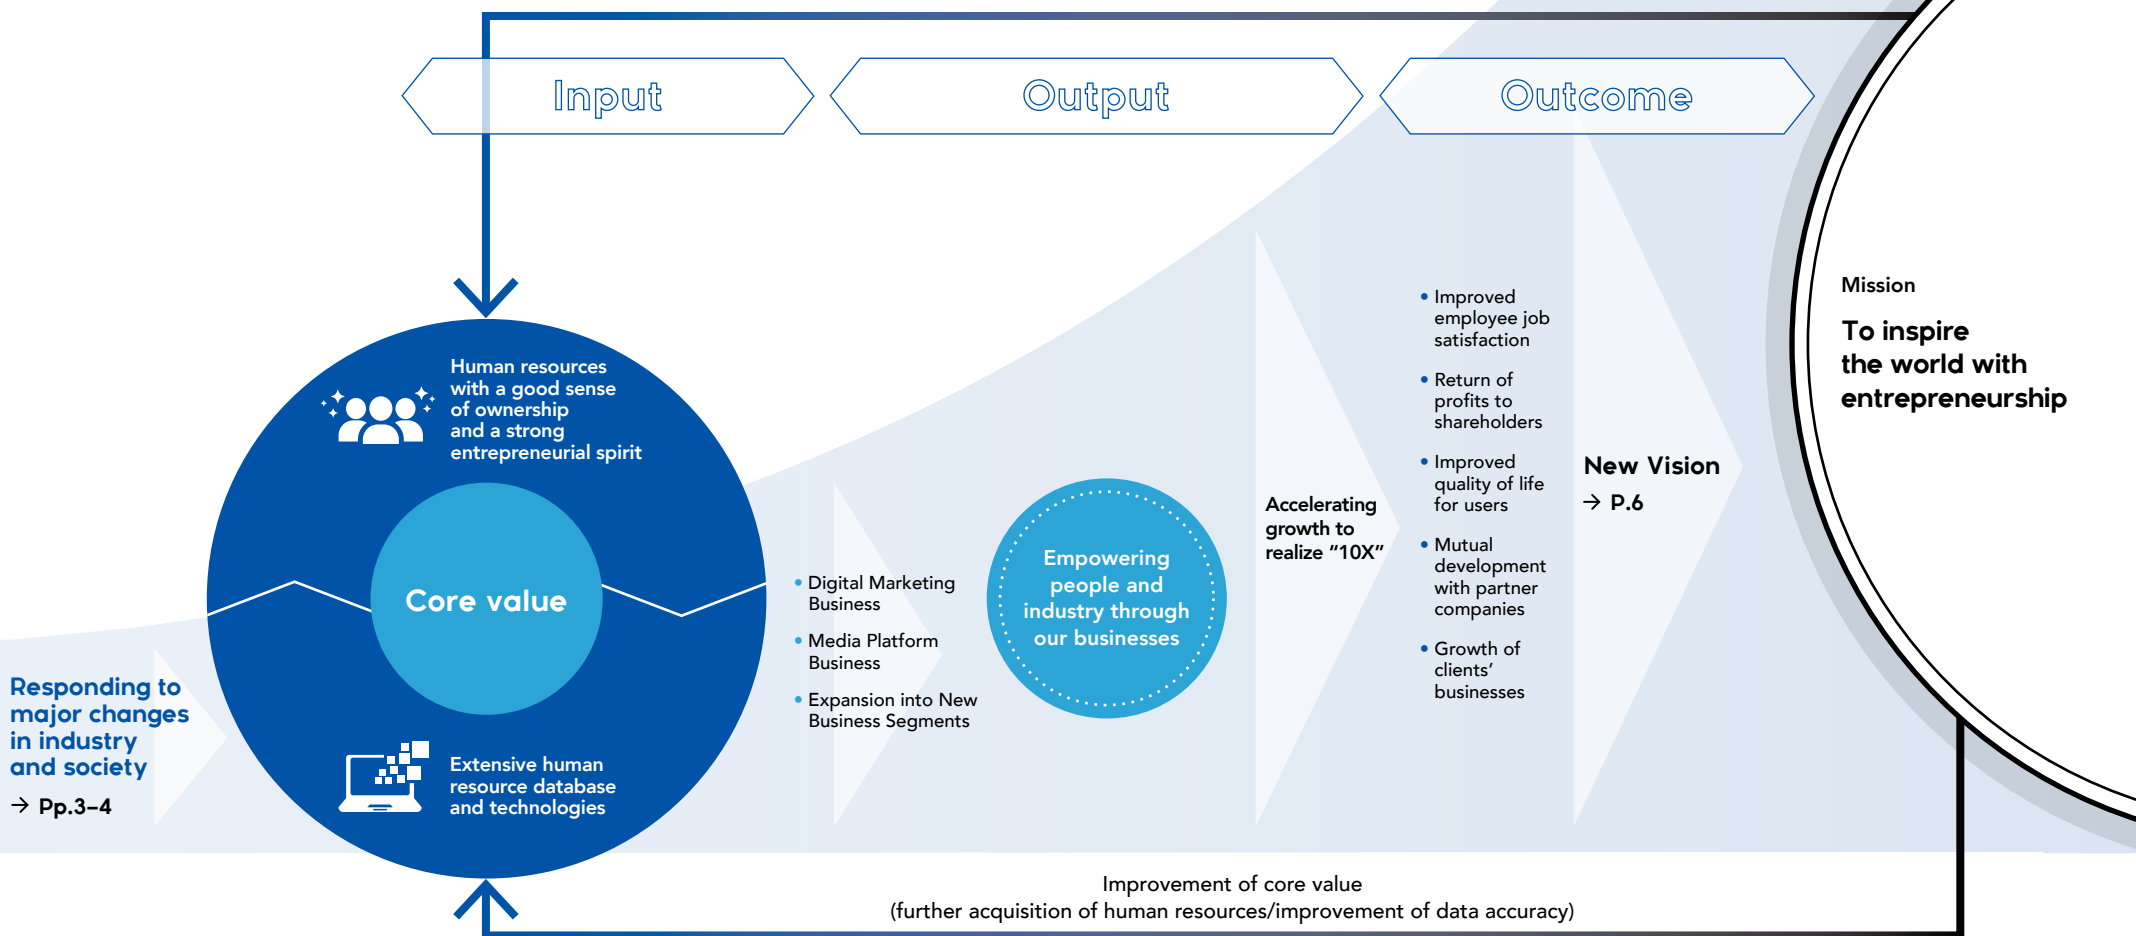 Input
Output
Outcome
Responding to
major changes
in industry
and society
→ Pp.3–4
Human resources
with a good sense
of ownership
and a strong
entrepreneurial spirit
Core value
Extensive human
resource database
and technologies
• Digital Marketing
Business
• Media Platform
Business
• Expansion into New
Business Segments
Empowering
people and
industry through
our businesses
Accelerating
growth to
realize “10X”
• Improved
employee job
satisfaction
• Return of
profits to
shareholders
• Improved
quality of life
for users
• Mutual
development
with partner
companies
• Growth of
clients’
businesses
New Vision
→ P.6
Mission
To inspire
the world with
entrepreneurship
Improvement of core value
(further acquisition of human resources/improvement of data accuracy)